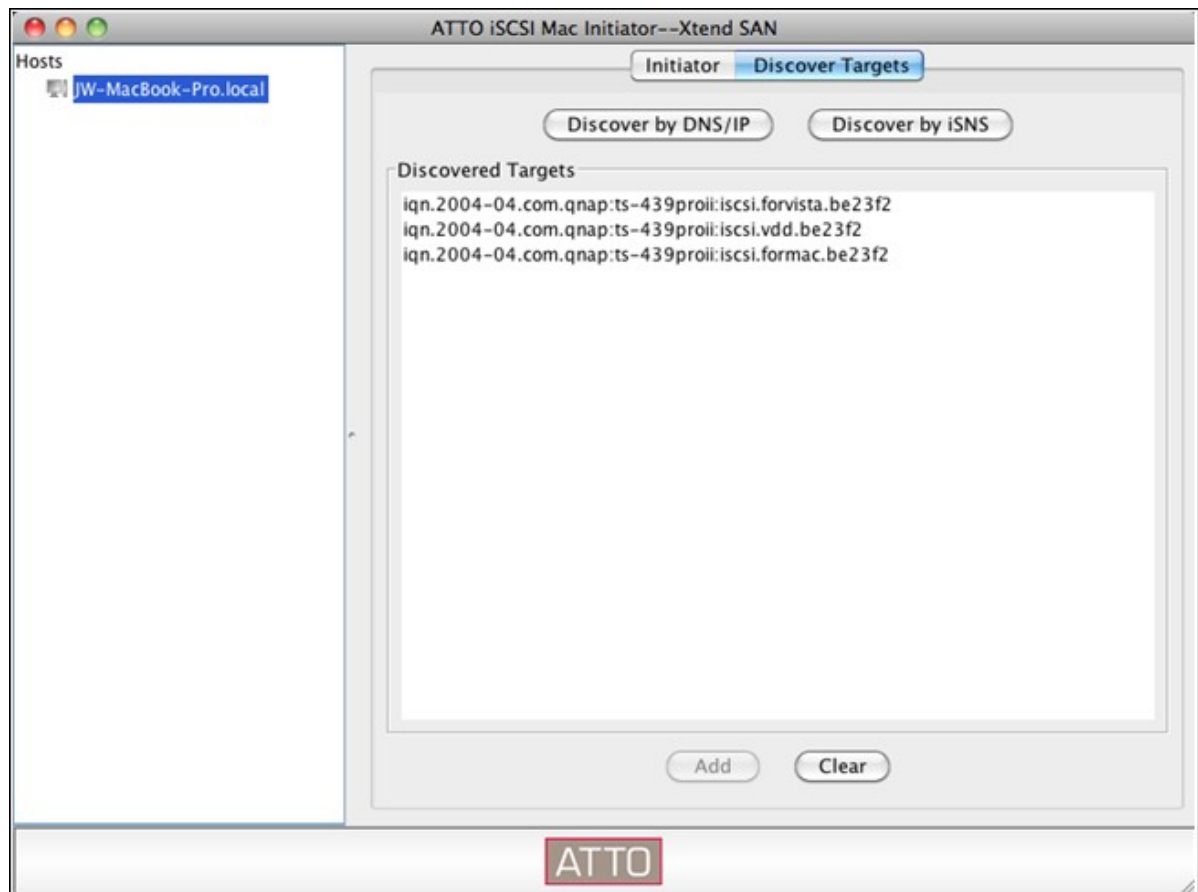 ATTO iSCSI Mac Initiator--Xtend SAN
Hosts
JW-MacBook-Pro.local
Initiator
Discover Targets
Discover by DNS/IP
Discover by iSNS
Discovered Targets
iqn.2004-04.com.qnap:ts-439proii:iscsi.forvista.be23f2
iqn.2004-04.com.qnap:ts-439proii:iscsi.vdd.be23f2
iqn.2004-04.com.qnap:ts-439proii:iscsi.formac.be23f2
Add
Clear
ATTO